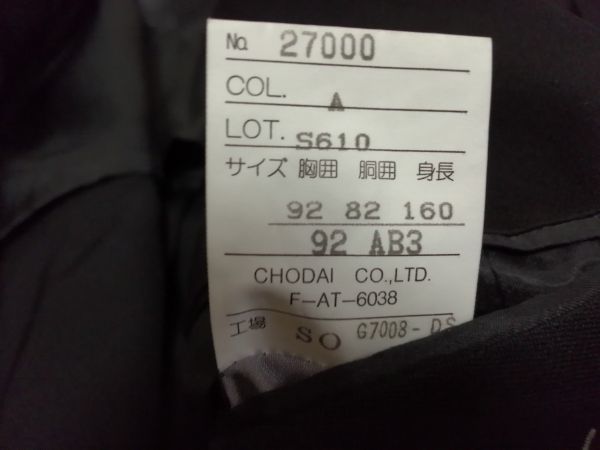 No. 27000
COL. A
LOT. S610
サイズ 胸囲 胴囲 身長
92 82 160
92 AB3
CHODAI CO.,LTD.
F-AT-6038
工場 SO G7008-DS